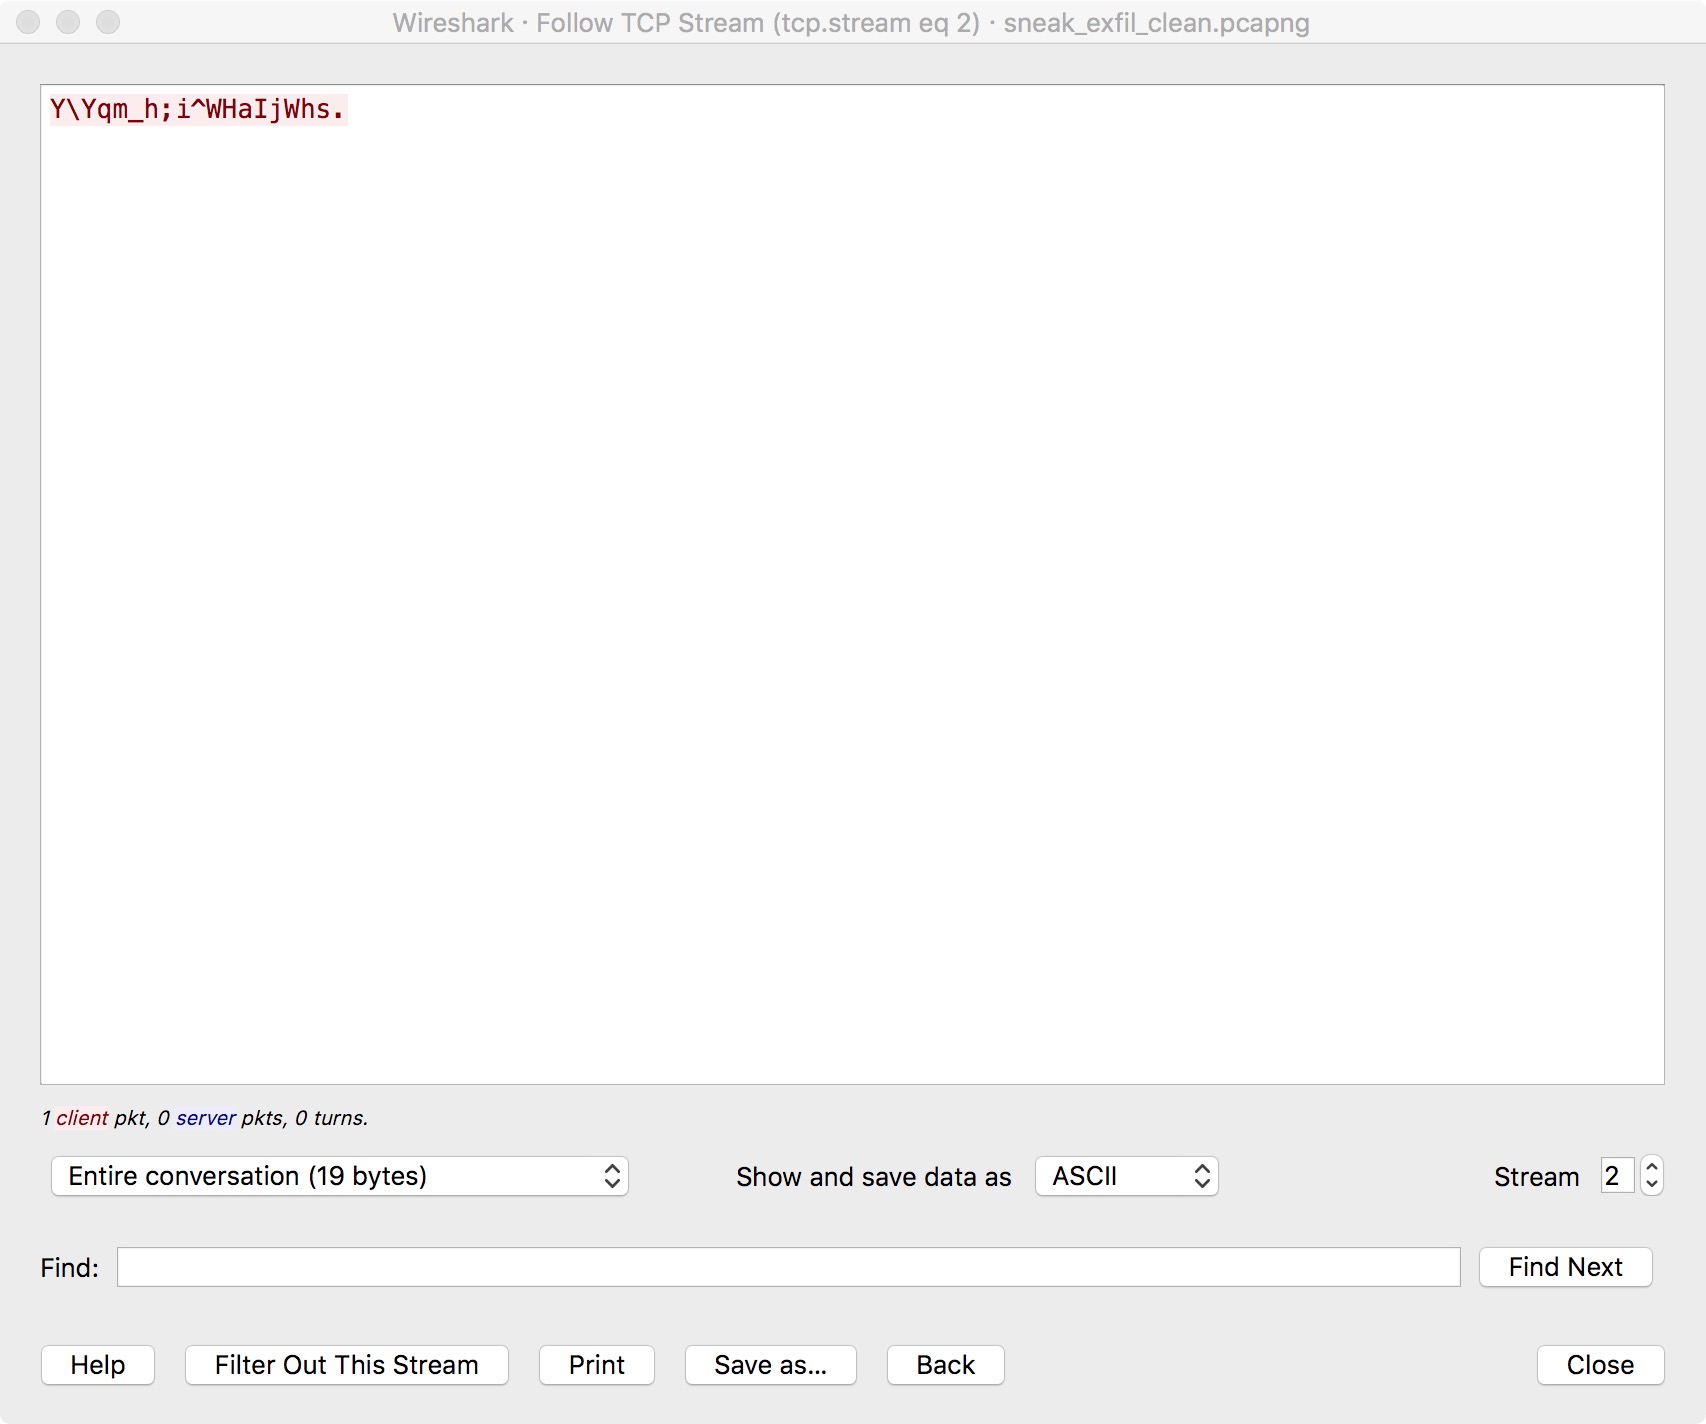 Wireshark · Follow TCP Stream (tcp.stream eq 2) · sneak_exfil_clean.pcapng
Y\Yqm_h;i^WHaIjWhs.
1 client pkt, 0 server pkts, 0 turns.
Entire conversation (19 bytes)
Show and save data as
ASCII
Stream
2
Find:
Find Next
Help
Filter Out This Stream
Print
Save as...
Back
Close